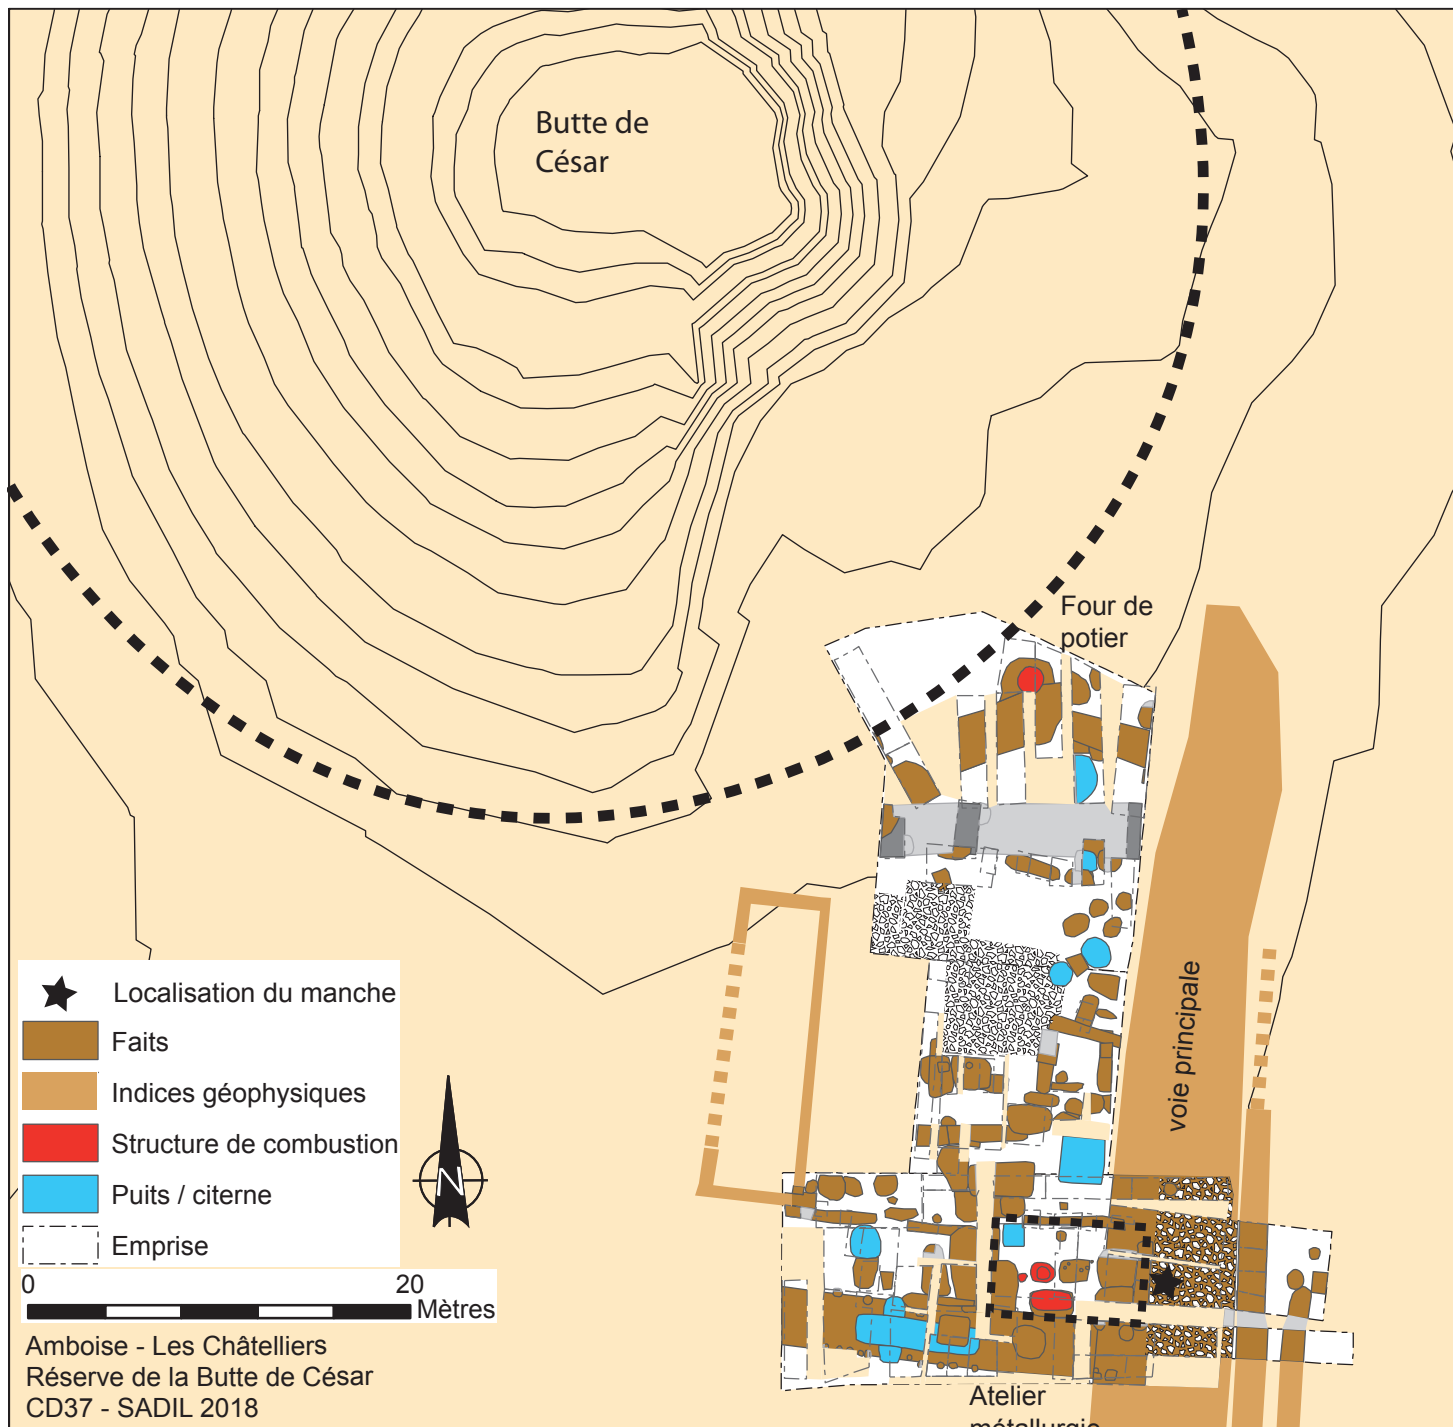 Butte de
César
Four de
potier
voie principale
Localisation du manche
Faits
Indices géophysiques
Structure de combustion
Puits / citerne
Emprise
N
0 20
Mètres
Amboise - Les Châtelliers
Réserve de la Butte de César
CD37 - SADIL 2018
Atelier
métallurgie